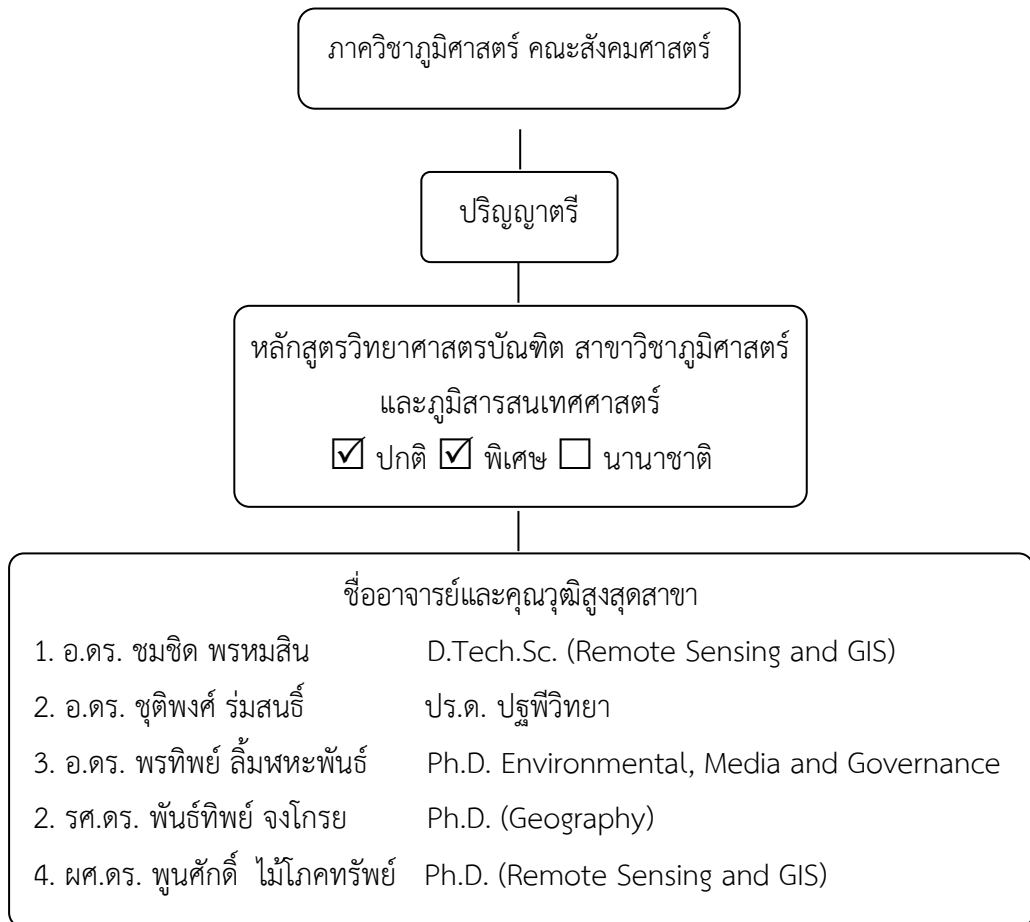 ภาควิชาภูมิศาสตร์ คณะสังคมศาสตร์
ปริญญาตรี
หลักสูตรวิทยาศาสตรบัณฑิต สาขาวิชาภูมิศาสตร์
และภูมิสารสนเทศศาสตร์
☑ ปกติ ☑ พิเศษ ☐ นานาชาติ
ชื่ออาจารย์และคุณวุฒิสูงสุดสาขา
1. อ.ดร. ชมชิด พรหมสิน D.Tech.Sc. (Remote Sensing and GIS)
2. อ.ดร. ชุติพงศ์ ร่มสนธิ์ ปร.ด. ปฐพีวิทยา
3. อ.ดร. พรทิพย์ ลิ้มหหะพันธ์ Ph.D. Environmental, Media and Governance
2. รศ.ดร. พันธ์ทิพย์ จงโกรย Ph.D. (Geography)
4. ผศ.ดร. พูนศักดิ์ ไม้โภคทรัพย์ Ph.D. (Remote Sensing and GIS)